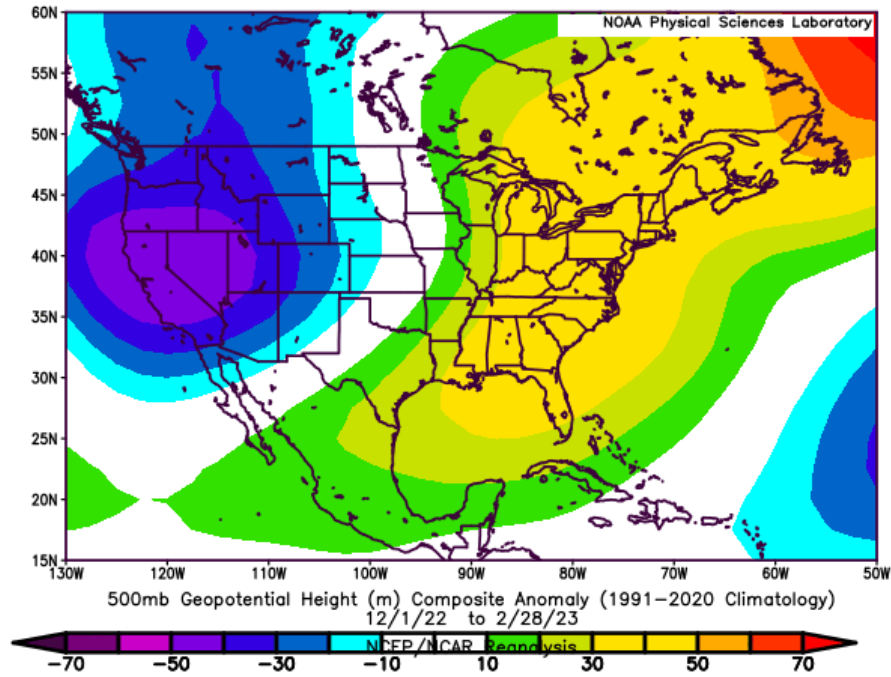 NOAA Physical Sciences Laboratory
60N
55N
50N
45N
40N
35N
30N
25N
20N
15N
130W 120W 110W 100W 90W 80W 70W 60W 50W
500mb Geopotential Height (m) Composite Anomaly (1991-2020 Climatology)
12/1/22 to 2/28/23
NCEP/NCAR Reanalysis
-70 -50 -30 -10 10 30 50 70